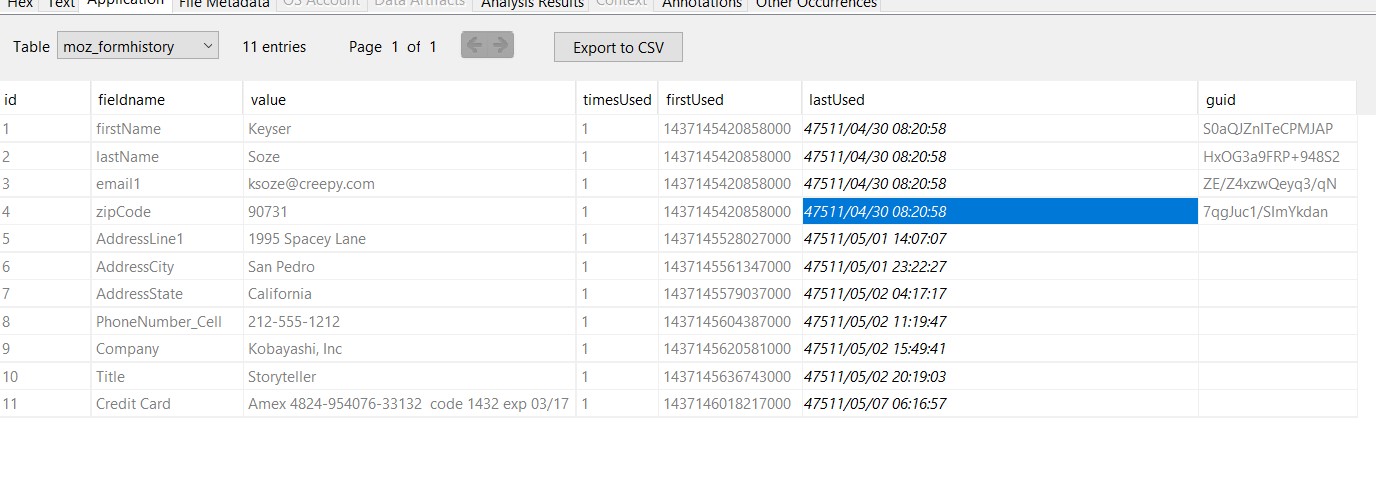 Hex Text Application File Metadata OS Account Data Artifacts Analysis Results Context Annotations Other Occurrences
Table moz_formhistory 11 entries Page 1 of 1 Export to CSV
id fieldname value timesUsed firstUsed lastUsed guid
1 firstName Keyser 1 1437145420858000 47511/04/30 08:20:58 S0aQJZnITeCPMJAP
2 lastName Soze 1 1437145420858000 47511/04/30 08:20:58 HxOG3a9FRP+948S2
3 email1 ksoze@creepy.com 1 1437145420858000 47511/04/30 08:20:58 ZE/Z4xzwQeyq3/qN
4 zipCode 90731 1 1437145420858000 47511/04/30 08:20:58 7qgJuc1/SImYkdan
5 AddressLine1 1995 Spacey Lane 1 1437145528027000 47511/05/01 14:07:07
6 AddressCity San Pedro 1 1437145561347000 47511/05/01 23:22:27
7 AddressState California 1 1437145579037000 47511/05/02 04:17:17
8 PhoneNumber_Cell 212-555-1212 1 1437145604387000 47511/05/02 11:19:47
9 Company Kobayashi, Inc 1 1437145620581000 47511/05/02 15:49:41
10 Title Storyteller 1 1437145636743000 47511/05/02 20:19:03
11 Credit Card Amex 4824-954076-33132 code 1432 exp 03/17 1 1437146018217000 47511/05/07 06:16:57